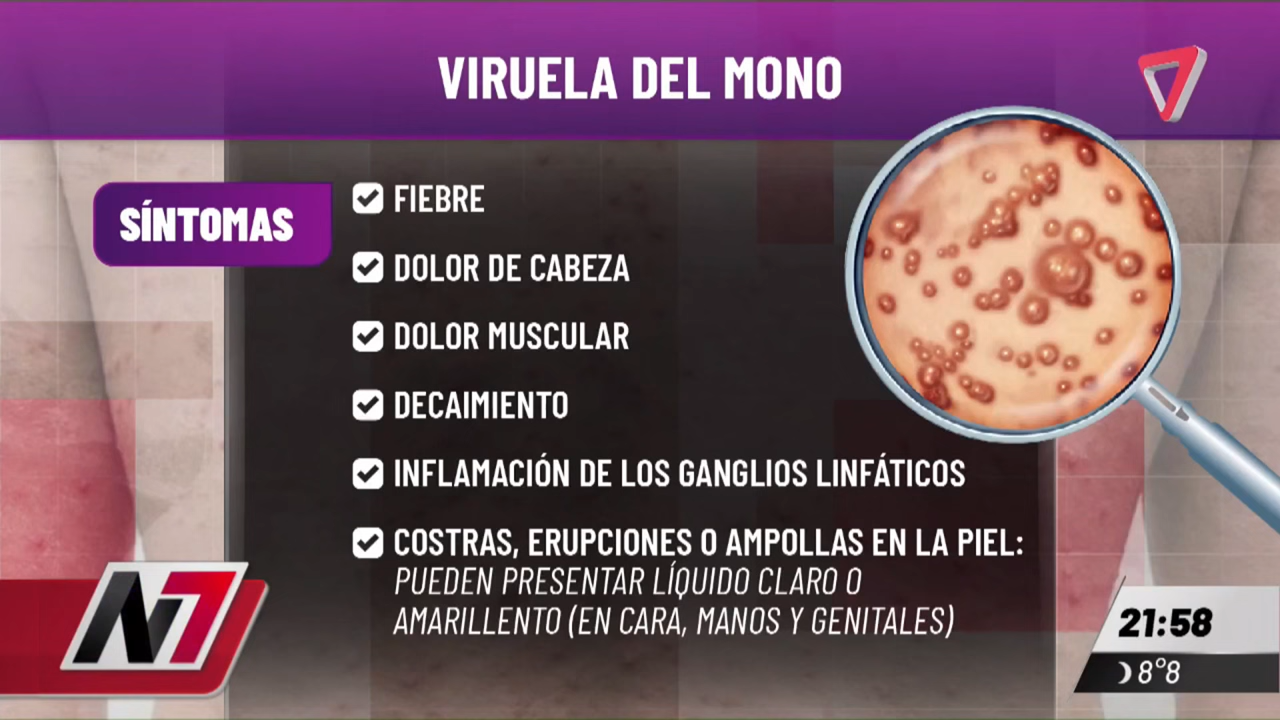 VIRUELA DEL MONO
SÍNTOMAS
FIEBRE
DOLOR DE CABEZA
DOLOR MUSCULAR
DECAIMIENTO
INFLAMACIÓN DE LOS GANGLIOS LINFÁTICOS
COSTRAS, ERUPCIONES O AMPOLLAS EN LA PIEL:
PUEDEN PRESENTAR LÍQUIDO CLARO O
AMARILLENTO (EN CARA, MANOS Y GENITALES)
N7
21:58
8°8